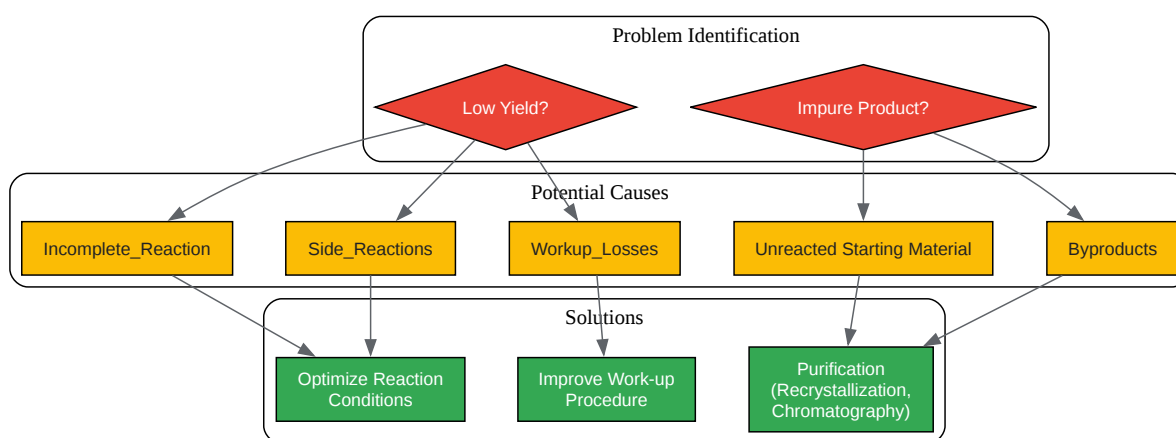 Problem Identification
Low Yield?
Impure Product?
Potential Causes
Incomplete_Reaction
Side_Reactions
Workup_Losses
Unreacted Starting Material
Byproducts
Solutions
Optimize Reaction
Conditions
Improve Work-up
Procedure
Purification
(Recrystallization,
Chromatography)